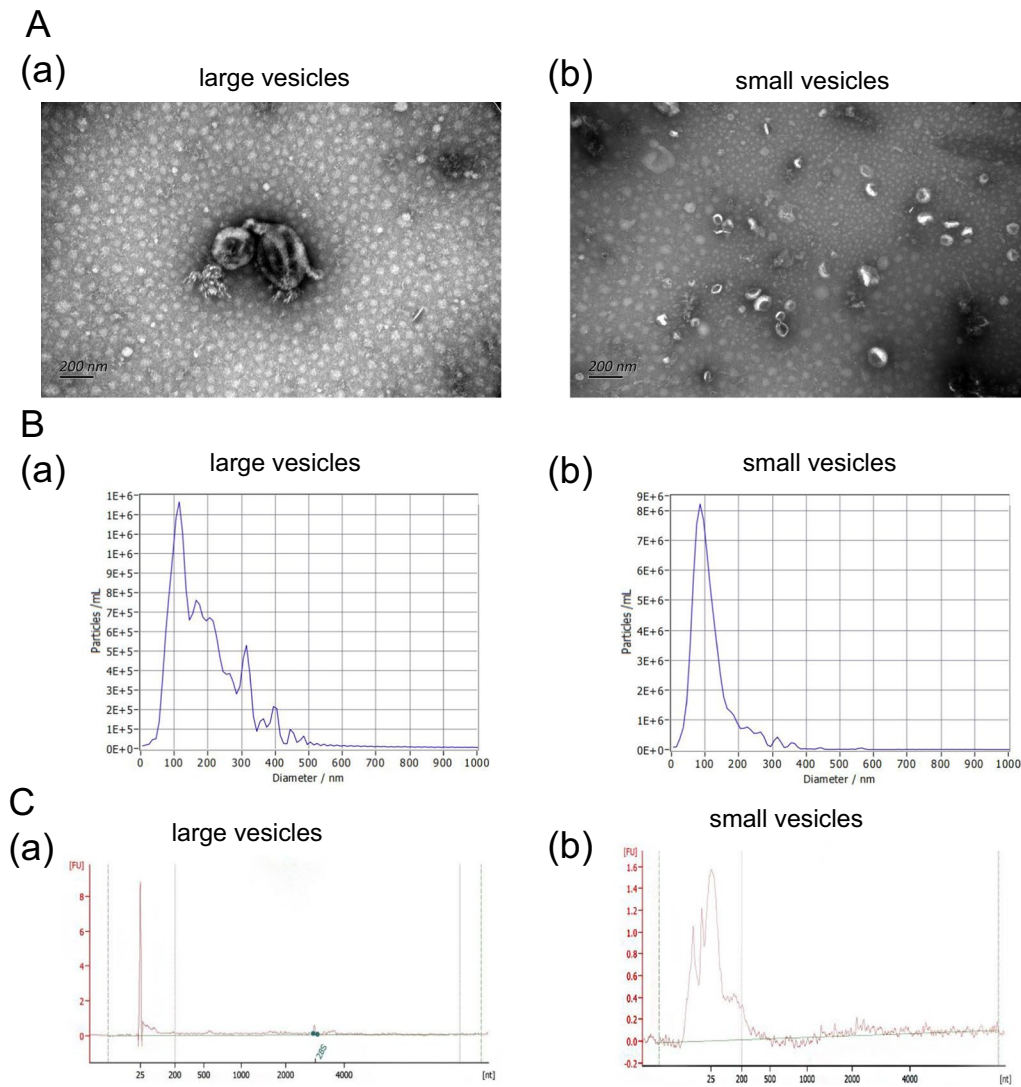 A
(a) large vesicles
(b) small vesicles
200 nm
200 nm
B
(a) large vesicles
(b) small vesicles
1E+6
1E+6
1E+6
1E+6
9E+5
8E+5
7E+5
6E+5
5E+5
4E+5
3E+5
2E+5
1E+5
0E+0
Particles /mL
0 100 200 300 400 500 600 700 800 900 1000
Diameter / nm
9E+6
8E+6
7E+6
6E+6
5E+6
4E+6
3E+6
2E+6
1E+6
0E+0
Particles /mL
0 100 200 300 400 500 600 700 800 900 1000
Diameter / nm
C
(a) large vesicles
(b) small vesicles
[FU]
8
6
4
2
0
28S
25 200 500 1000 2000 4000 [nt]
[FU]
1.6
1.4
1.2
1.0
0.8
0.6
0.4
0.2
0.0
-0.2
25 200 500 1000 2000 4000 [nt]